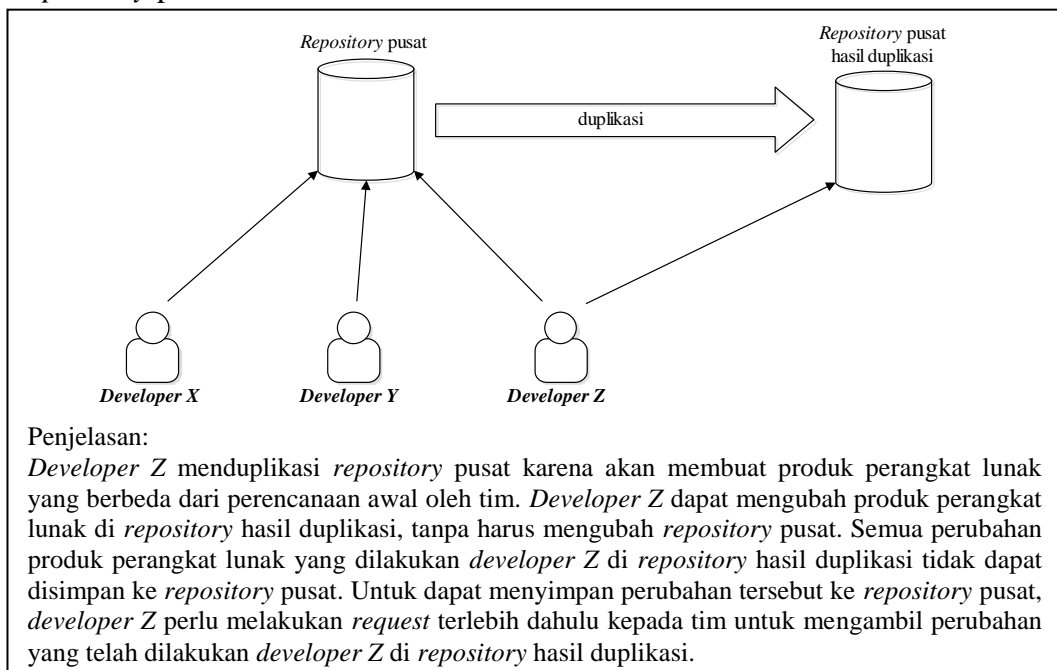 Repository pusat
Repository pusat
hasil duplikasi
duplikasi
Developer X
Developer Y
Developer Z
Penjelasan:
Developer Z menduplikasi repository pusat karena akan membuat produk perangkat lunak
yang berbeda dari perencanaan awal oleh tim. Developer Z dapat mengubah produk perangkat
lunak di repository hasil duplikasi, tanpa harus mengubah repository pusat. Semua perubahan
produk perangkat lunak yang dilakukan developer Z di repository hasil duplikasi tidak dapat
disimpan ke repository pusat. Untuk dapat menyimpan perubahan tersebut ke repository pusat,
developer Z perlu melakukan request terlebih dahulu kepada tim untuk mengambil perubahan
yang telah dilakukan developer Z di repository hasil duplikasi.